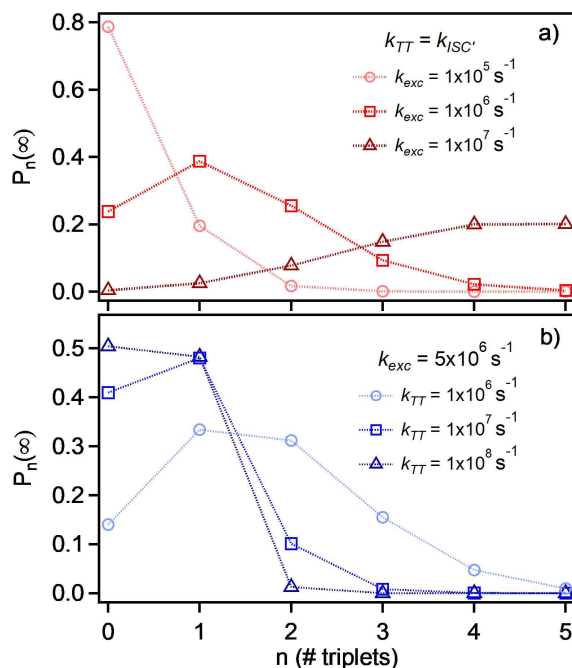 a)
k_TT = k_ISC'
k_exc = 1x10^5 s^-1
k_exc = 1x10^6 s^-1
k_exc = 1x10^7 s^-1
P_n(∞)
0.8
0.6
0.4
0.2
0.0
b)
k_exc = 5x10^6 s^-1
k_TT = 1x10^6 s^-1
k_TT = 1x10^7 s^-1
k_TT = 1x10^8 s^-1
P_n(∞)
0.5
0.4
0.3
0.2
0.1
0.0
0 1 2 3 4 5
n (# triplets)